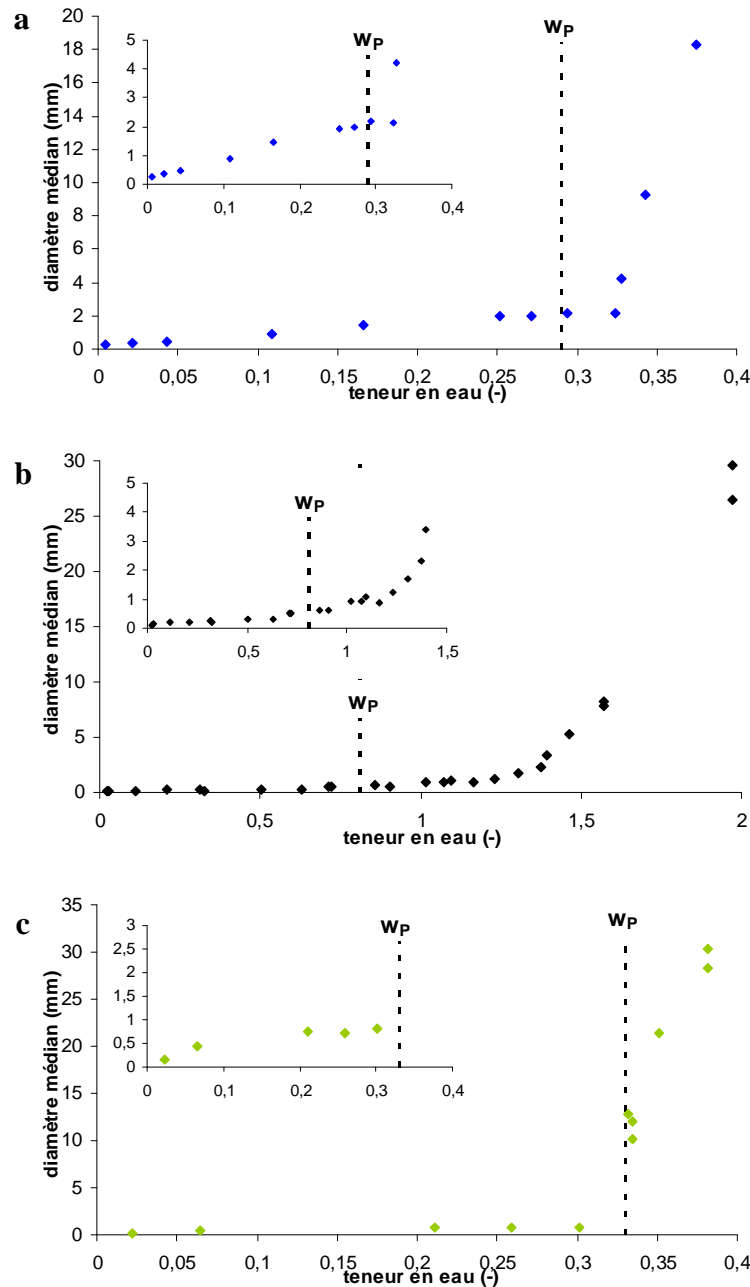 a
diamètre médian (mm)
20
18
16
14
12
10
8
6
4
2
0
0 0,05 0,1 0,15 0,2 0,25 0,3 0,35 0,4
teneur en eau (-)
wP
5
4
3
2
1
0
0 0,1 0,2 0,3 0,4
wP
b
diamètre médian (mm)
30
25
20
15
10
5
0
0 0,5 1 1,5 2
teneur en eau (-)
wP
5
4
3
2
1
0
0 0,5 1 1,5
wP
c
diamètre médian (mm)
35
30
25
20
15
10
5
0
0 0,05 0,1 0,15 0,2 0,25 0,3 0,35 0,4
teneur en eau (-)
wP
3
2,5
2
1,5
1
0,5
0
0 0,1 0,2 0,3 0,4
wP